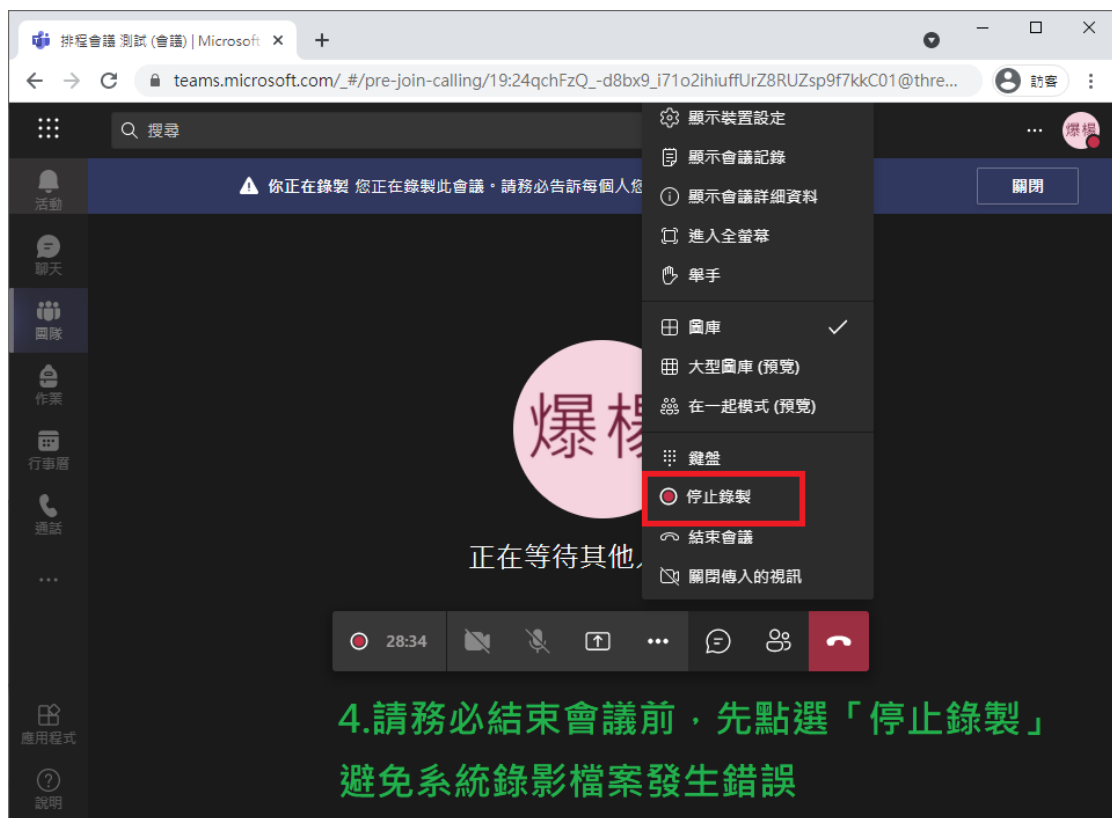 排程會議 測試 (會議) | Microsoft
teams.microsoft.com/_#/pre-join-calling/19:24qchFzQ_-d8bx9_i71o2ihiuffUrZ8RUZsp9f7kkC01@thre...
訪客
搜尋
爆楊
你正在錄製 您正在錄製此會議。請務必告訴每個人您
關閉
活動
聊天
團隊
作業
行事曆
通話
應用程式
說明
爆楊
正在等待其他
顯示裝置設定
顯示會議記錄
顯示會議詳細資料
進入全螢幕
舉手
圖庫
大型圖庫 (預覽)
在一起模式 (預覽)
鍵盤
停止錄製
結束會議
關閉傳入的視訊
28:34
4.請務必結束會議前，先點選「停止錄製」
避免系統錄影檔案發生錯誤